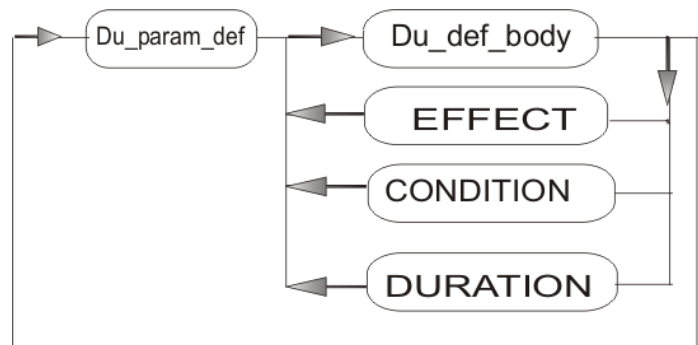 Du_param_def
Du_def_body
EFFECT
CONDITION
DURATION